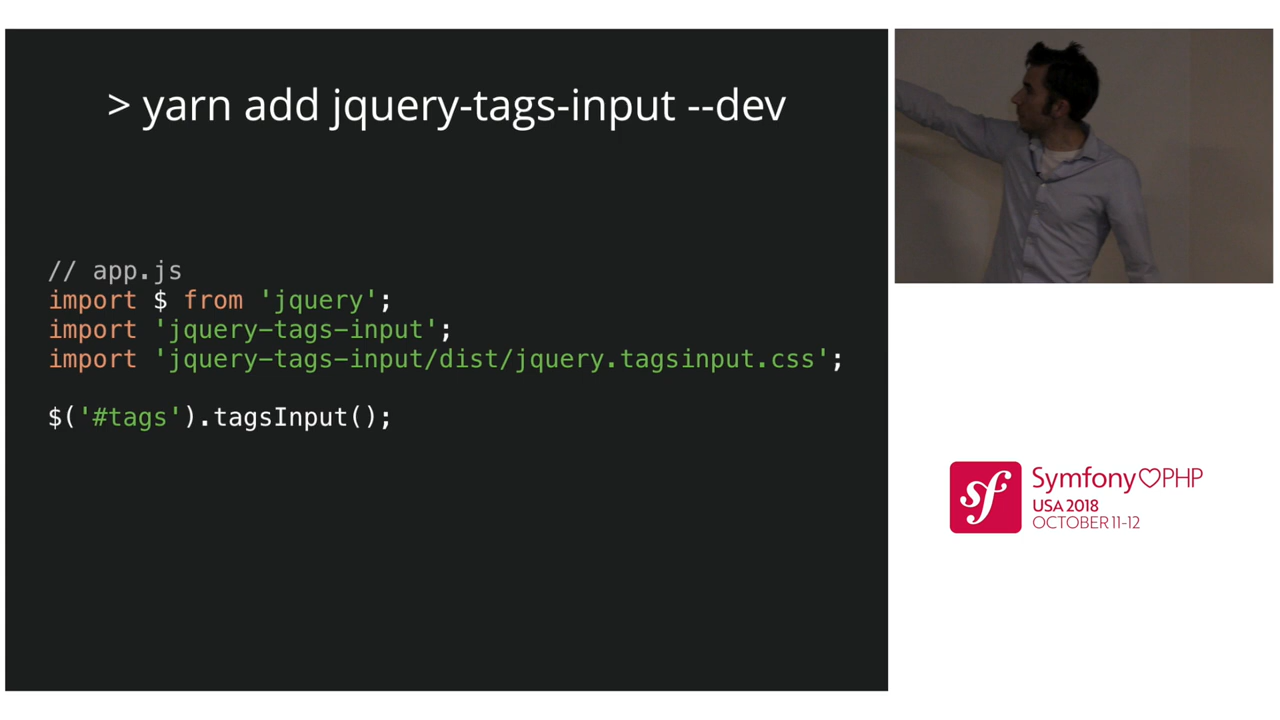 > yarn add jquery-tags-input --dev
// app.js
import $ from 'jquery';
import 'jquery-tags-input';
import 'jquery-tags-input/dist/jquery.tagsinput.css';
$('#tags').tagsInput();
sf
Symfony♡PHP
USA 2018
OCTOBER 11-12